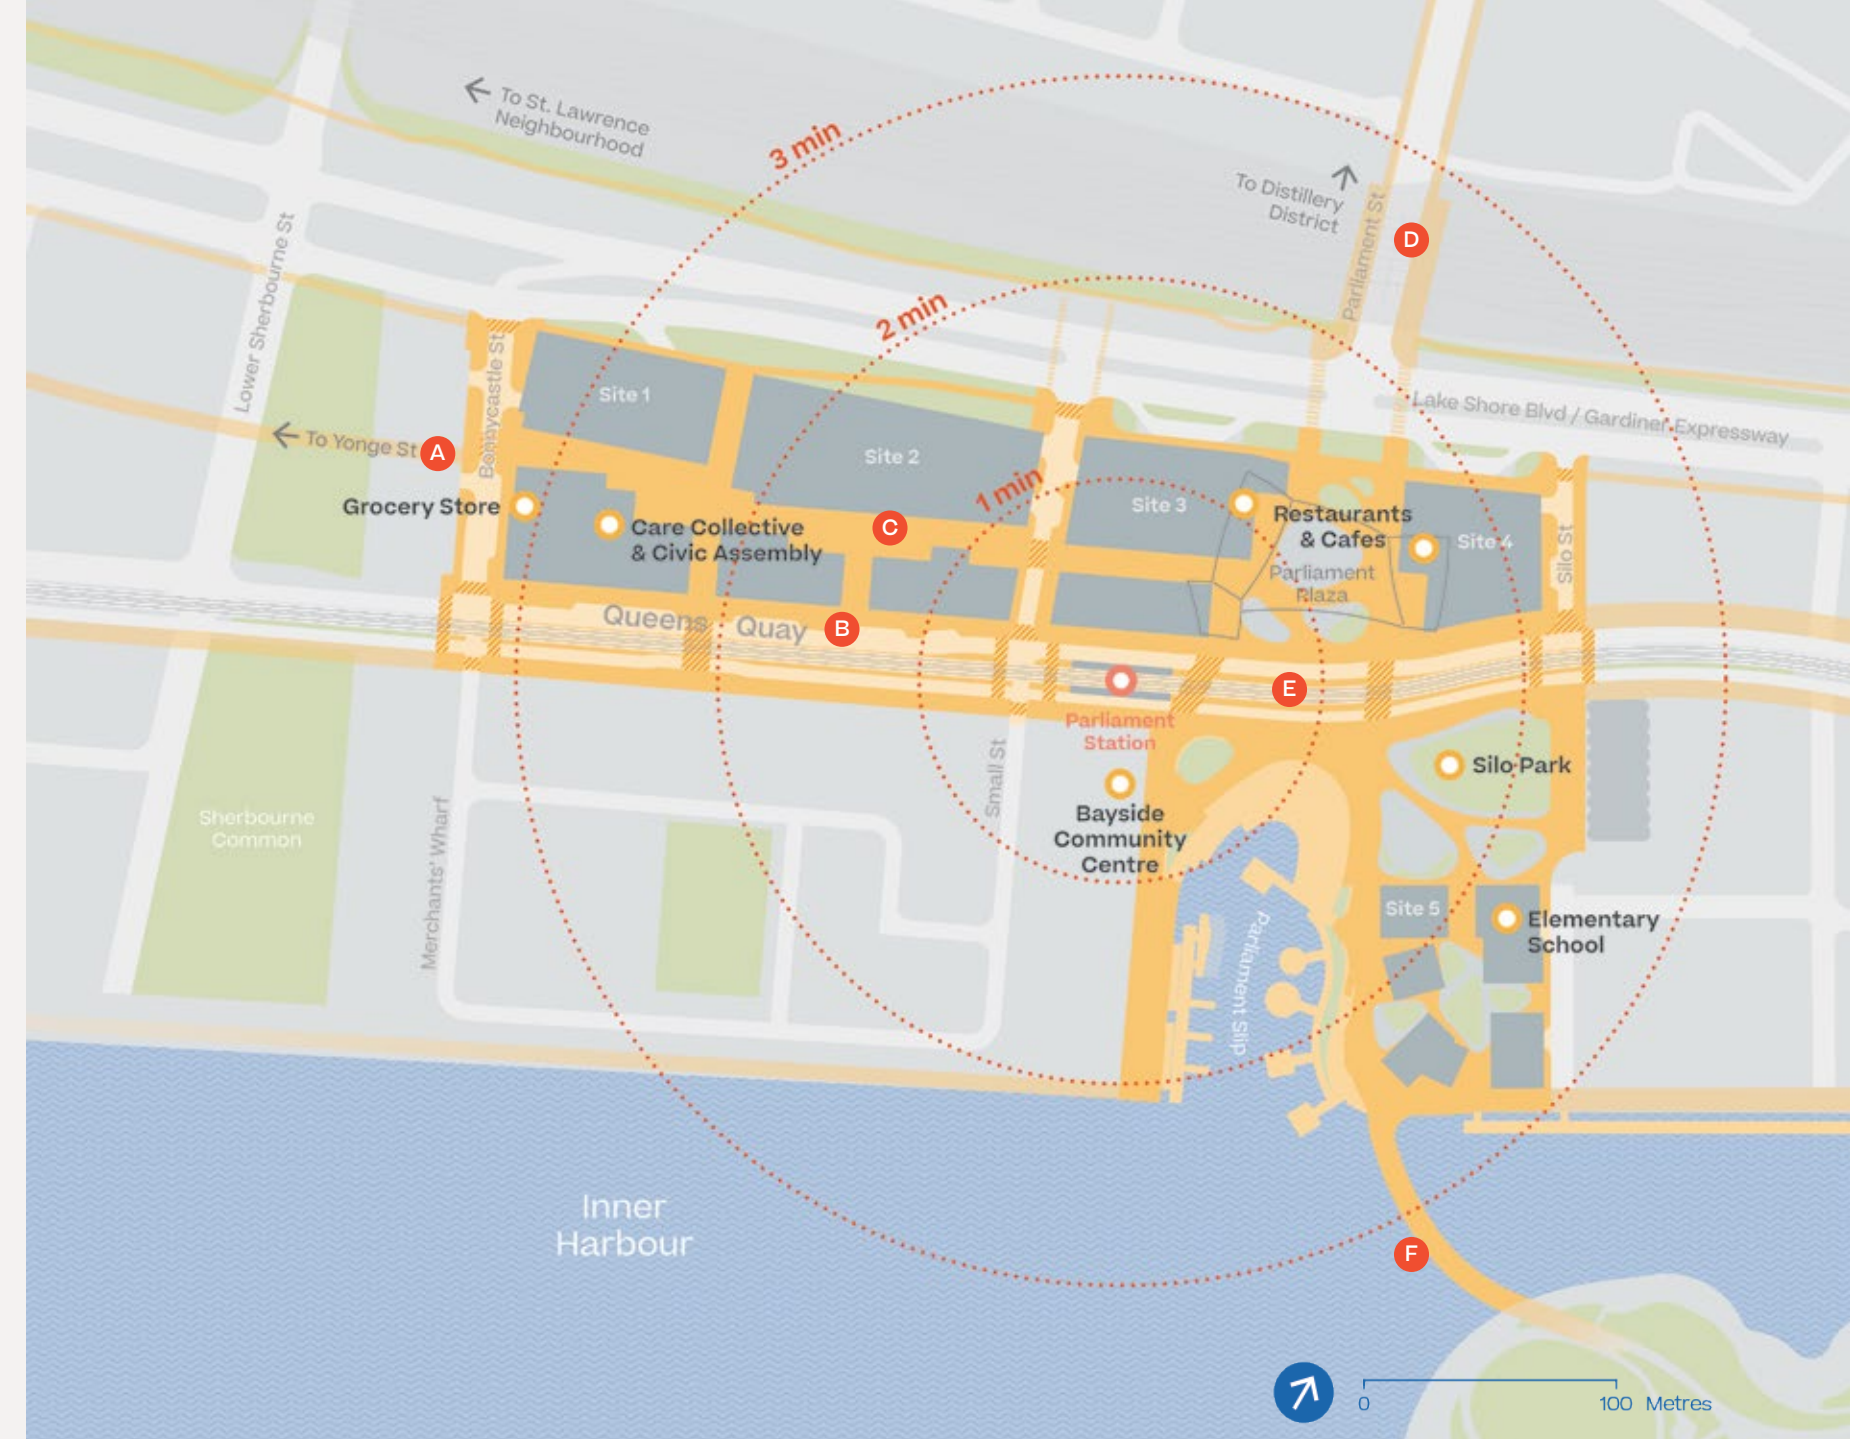 3 min
To St. Lawrence
Neighbourhood
To Distillery
District
Parliament St
D
Lower Sherbourne St
2 min
Bonnycastle St
Site 1
Lake Shore Blvd / Gardiner Expressway
To Yonge St
A
Site 2
1 min
Site 3
Grocery Store
Care Collective
& Civic Assembly
C
Restaurants
& Cafes
Site 4
Silo St
Parliament
Plaza
Queens Quay
B
E
Parliament
Station
Small St
Silo Park
Sherbourne
Common
Merchants' Wharf
Bayside
Community
Centre
Site 5
Elementary
School
Parliament Slip
Inner
Harbour
F
0
100 Metres